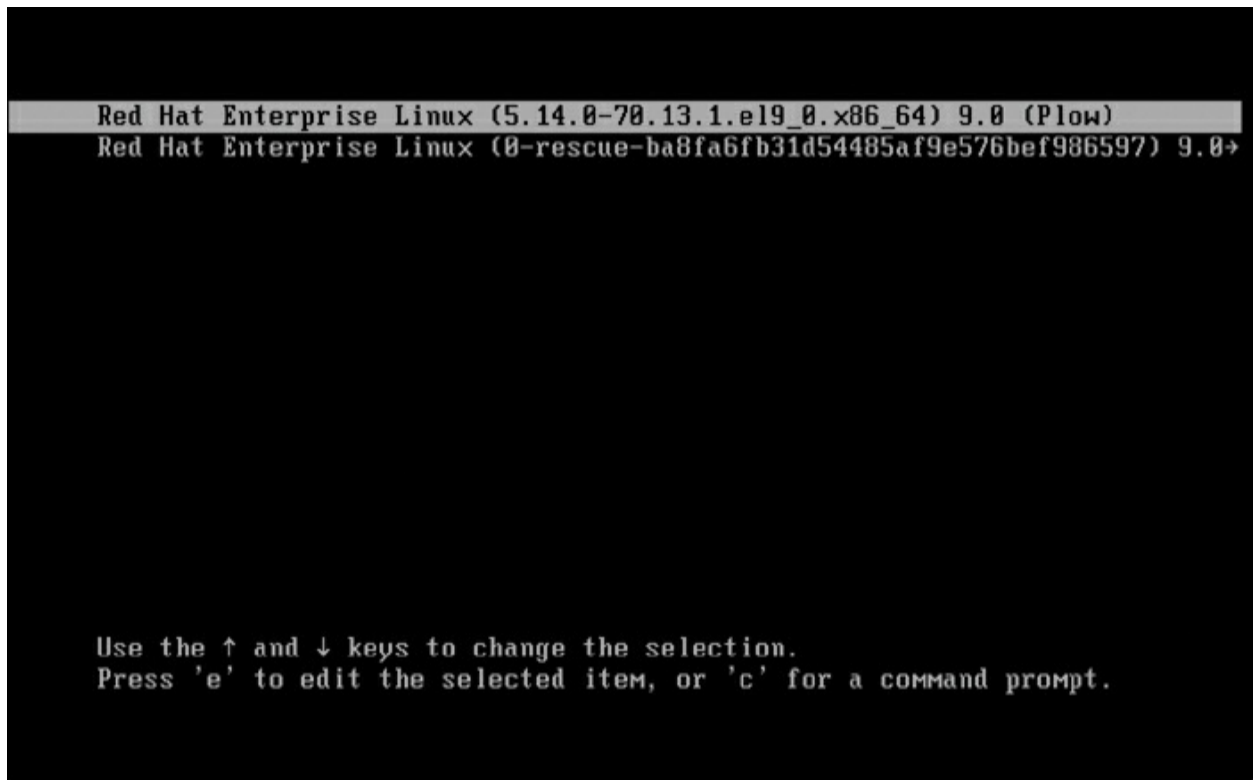 Red Hat Enterprise Linux (5.14.0-70.13.1.el9_0.x86_64) 9.0 (Plow)
Red Hat Enterprise Linux (0-rescue-ba8fa6fb31d54485af9e576bef986597) 9.0→
Use the ↑ and ↓ keys to change the selection.
Press 'e' to edit the selected item, or 'c' for a command prompt.